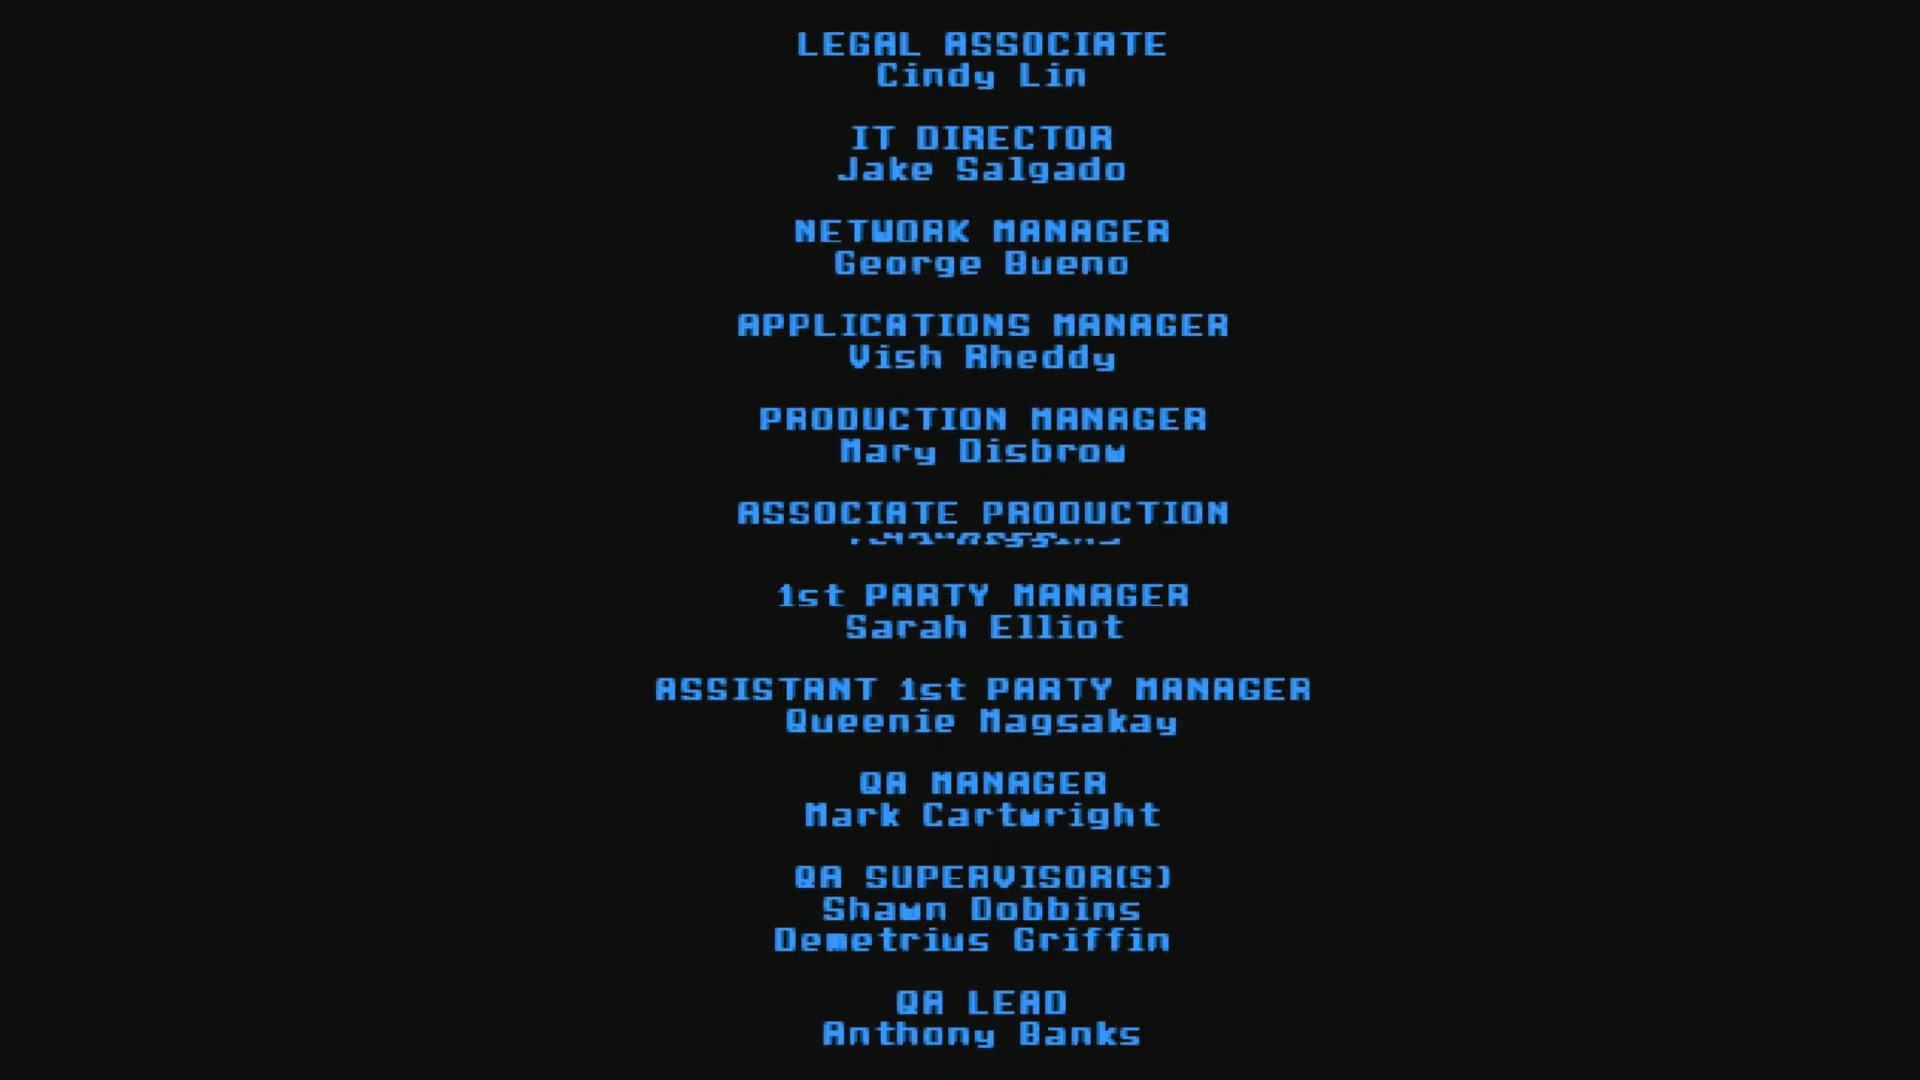 LEGAL ASSOCIATE
Cindy Lin
IT DIRECTOR
Jake Salgado
NETWORK MANAGER
George Bueno
APPLICATIONS MANAGER
Vish Rheddy
PRODUCTION MANAGER
Mary Disbrow
ASSOCIATE PRODUCTION
1st PARTY MANAGER
Sarah Elliot
ASSISTANT 1st PARTY MANAGER
Queenie Magsakay
QA MANAGER
Mark Cartwright
QA SUPERVISOR(S)
Shawn Dobbins
Demetrius Griffin
QA LEAD
Anthony Banks